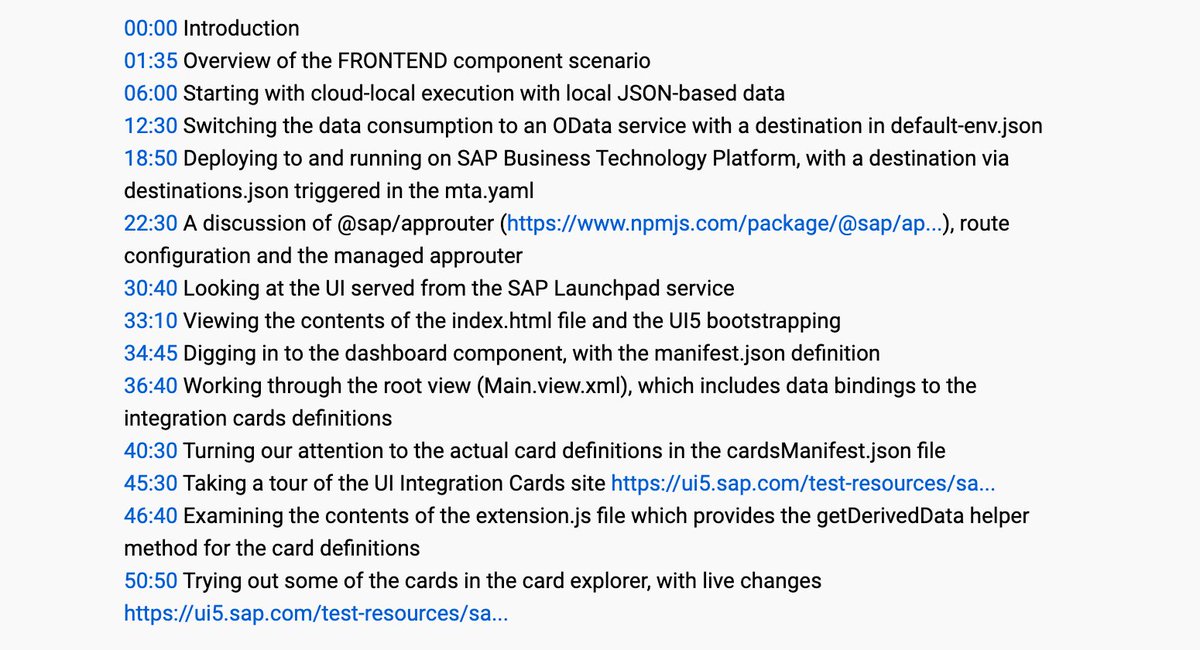 00:00 Introduction
01:35 Overview of the FRONTEND component scenario
06:00 Starting with cloud-local execution with local JSON-based data
12:30 Switching the data consumption to an OData service with a destination in default-env.json
18:50 Deploying to and running on SAP Business Technology Platform, with a destination via
destinations.json triggered in the mta.yaml
22:30 A discussion of @sap/approuter (https://www.npmjs.com/package/@sap/ap...), route
configuration and the managed approuter
30:40 Looking at the UI served from the SAP Launchpad service
33:10 Viewing the contents of the index.html file and the UI5 bootstrapping
34:45 Digging in to the dashboard component, with the manifest.json definition
36:40 Working through the root view (Main.view.xml), which includes data bindings to the
integration cards definitions
40:30 Turning our attention to the actual card definitions in the cardsManifest.json file
45:30 Taking a tour of the UI Integration Cards site https://ui5.sap.com/test-resources/sa...
46:40 Examining the contents of the extension.js file which provides the getDerivedData helper
method for the card definitions
50:50 Trying out some of the cards in the card explorer, with live changes
https://ui5.sap.com/test-resources/sa...